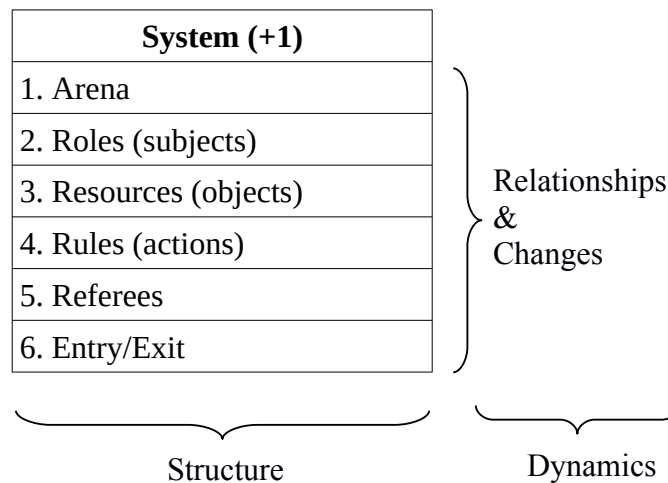 System (+1)
1. Arena
2. Roles (subjects)
3. Resources (objects)
4. Rules (actions)
5. Referees
6. Entry/Exit
Relationships
&
Changes
Structure
Dynamics